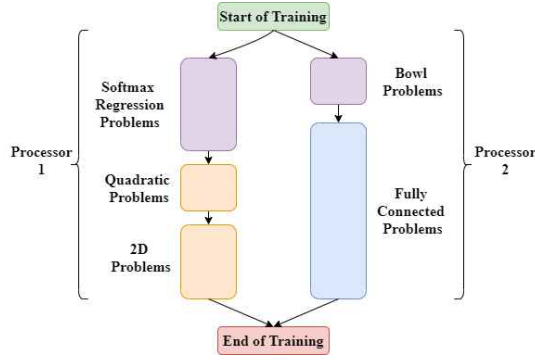 Start of Training
Softmax
Regression
Problems
Bowl
Problems
Processor
1
Quadratic
Problems
Fully
Connected
Problems
Processor
2
2D
Problems
End of Training